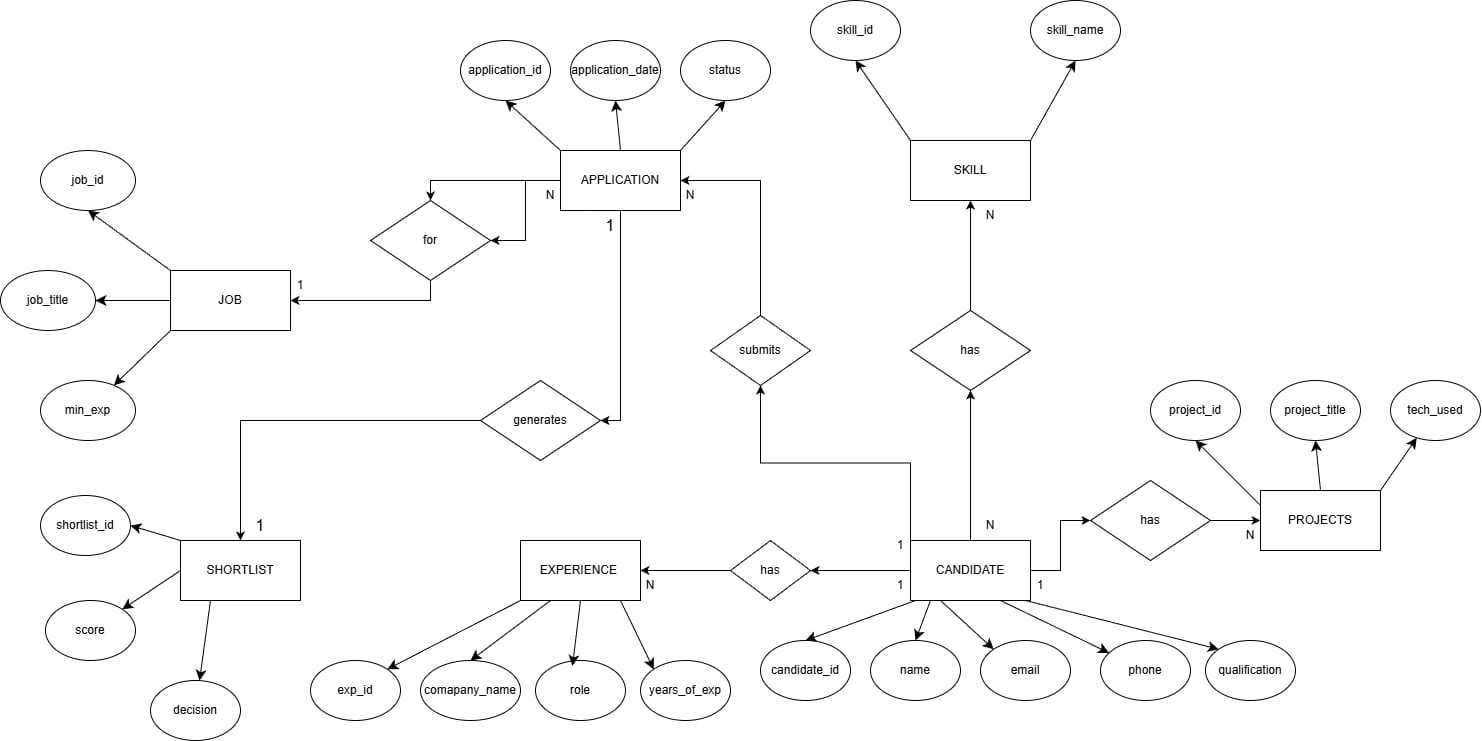 skill_id
skill_name
application_id
application_date
status
job_id
APPLICATION
SKILL
N
N
1
N
for
job_title
JOB
1
submits
has
min_exp
generates
project_id
project_title
tech_used
shortlist_id
1
N
has
PROJECTS
N
1
SHORTLIST
EXPERIENCE
has
CANDIDATE
N
1
1
score
exp_id
comapany_name
role
years_of_exp
candidate_id
name
email
phone
qualification
decision